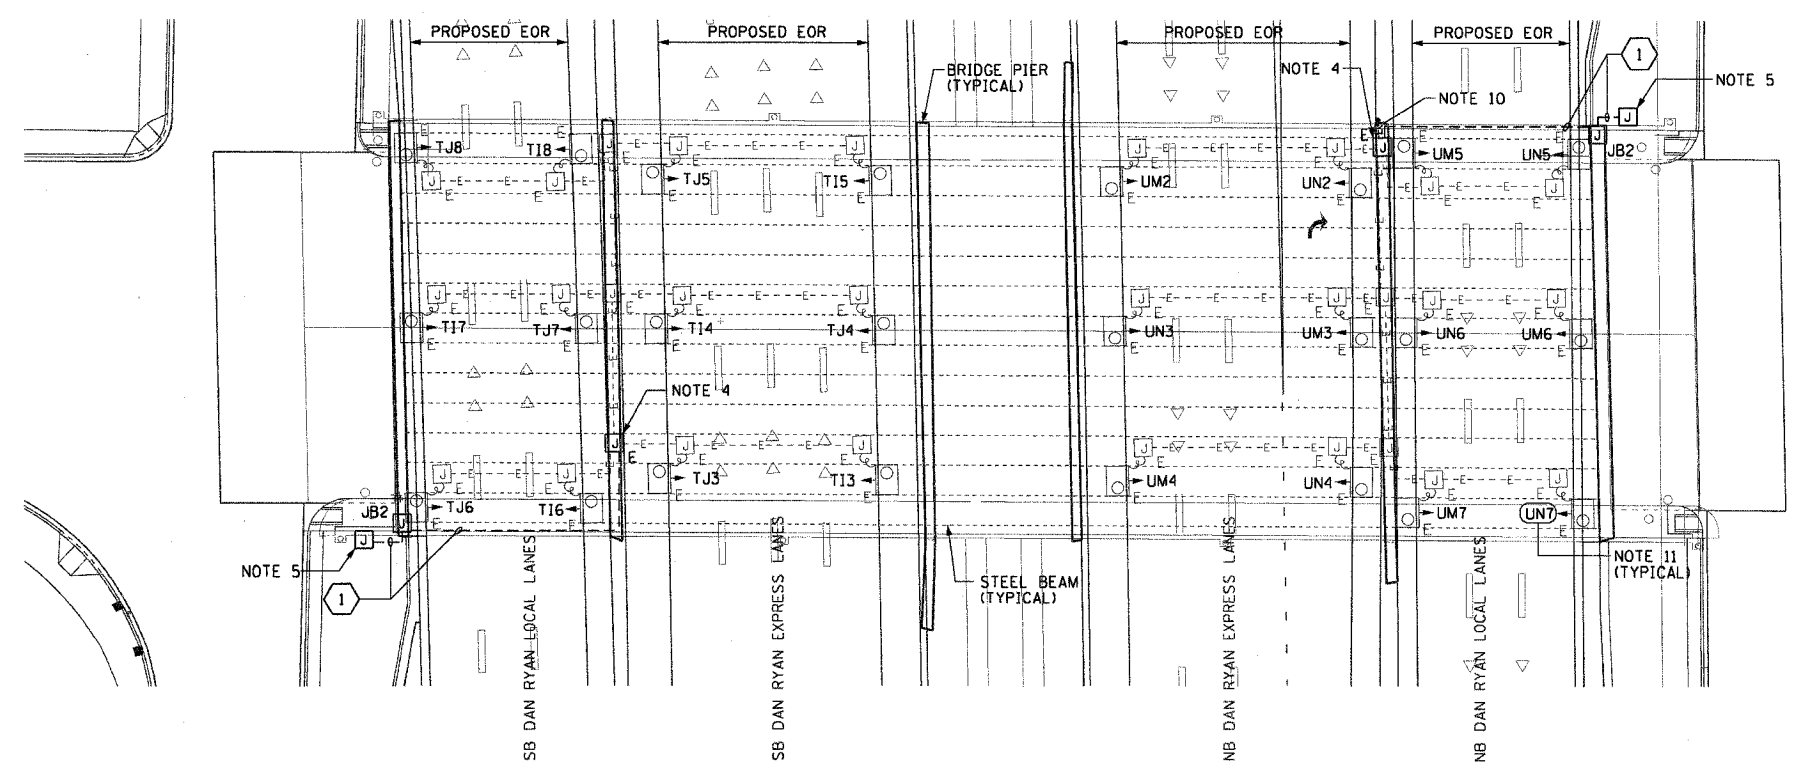 PROPOSED EOR
PROPOSED EOR
PROPOSED EOR
PROPOSED EOR
BRIDGE PIER
(TYPICAL)
NOTE 4
NOTE 10
1
J
NOTE 5
E E E E
TJ8 TI8 J J J
TJ5 TI5
J J
UM2 UN2
J
UM5 UN5
J
JB2
J E E E J
J E E E J
J E E J E J E E E J
J E E E J E J E J E E E J
TI7 TJ7 TI4 TJ4 UN3 UM3 UN6 UM6
NOTE 4
J E J E E E J
J E E E J E J
J E E E J E
J E E E J
TJ3 TI3 UM4 UN4
JB2
J
TJ6 TI6
UM7 UN7
NOTE 5
J
1
STEEL BEAM
(TYPICAL)
NOTE 11
(TYPICAL)
SB DAN RYAN LOCAL LANES
SB DAN RYAN EXPRESS LANES
NB DAN RYAN EXPRESS LANES
NB DAN RYAN LOCAL LANES